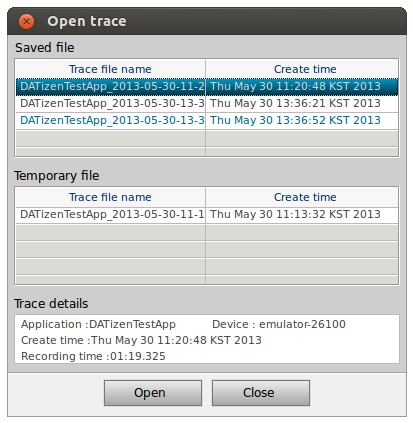 Open trace
Saved file
Trace file name Create time
DATizenTestApp_2013-05-30-11-2 Thu May 30 11:20:48 KST 2013
DATizenTestApp_2013-05-30-13-3 Thu May 30 13:36:21 KST 2013
DATizenTestApp_2013-05-30-13-3 Thu May 30 13:36:52 KST 2013
Temporary file
Trace file name Create time
DATizenTestApp_2013-05-30-11-1 Thu May 30 11:13:32 KST 2013
Trace details
Application :DATizenTestApp Device : emulator-26100
Create time :Thu May 30 11:20:48 KST 2013
Recording time :01:19.325
Open Close